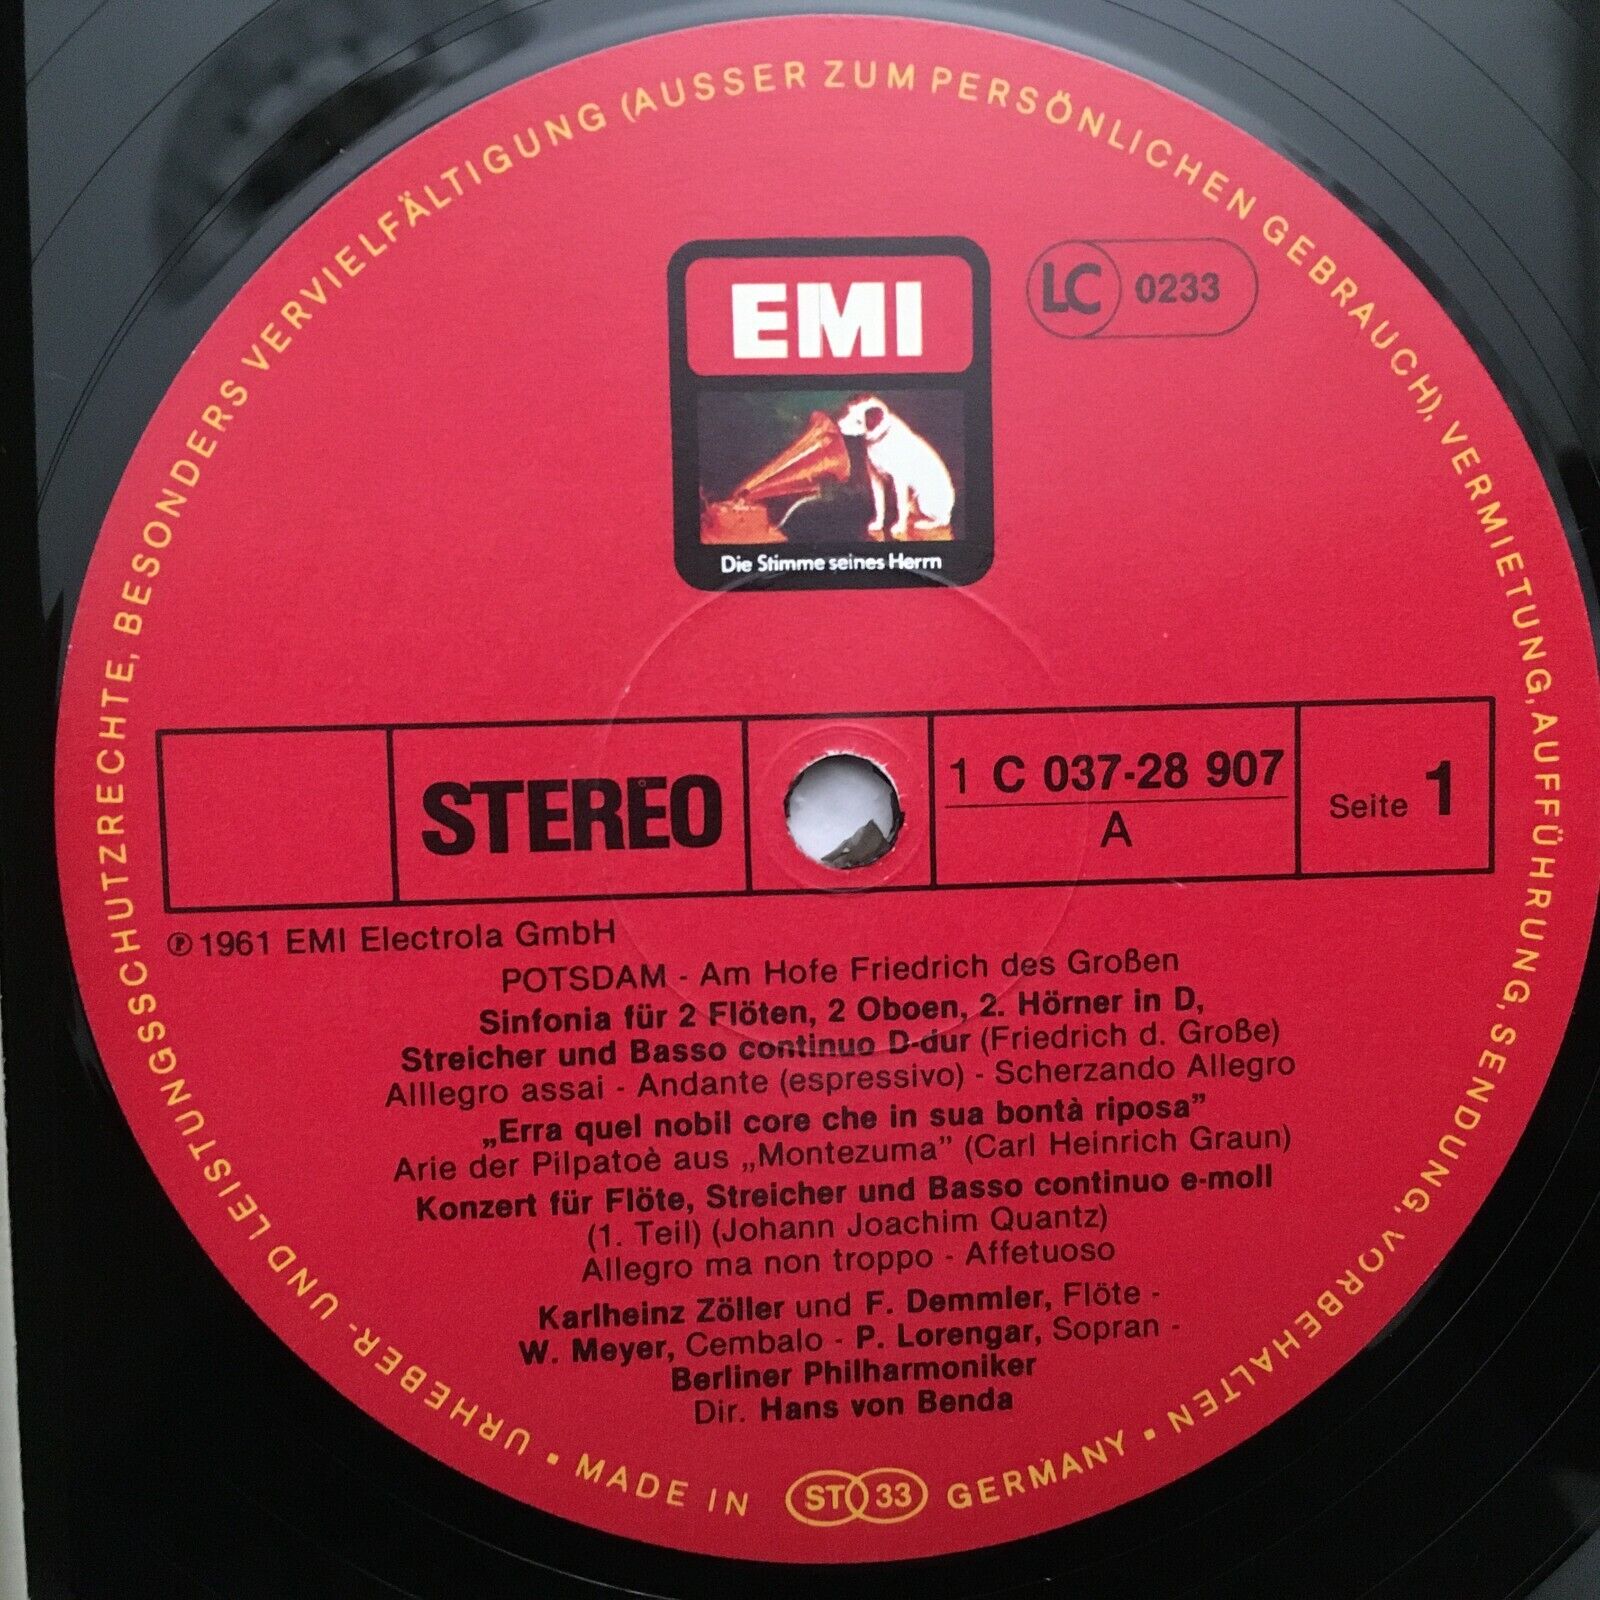 URHEBER- UND LEISTUNGSSCHUTZRECHTE, BESONDERS VERVIELFÄLTIGUNG (AUSSER ZUM PERSÖNLICHEN GEBRAUCH), VERMIETUNG, AUFFÜHRUNG, SENDUNG, VORBEHALTEN •
EMI
LC 0233
Die Stimme seines Herrn
STEREO
1 C 037-28 907
A
Seite 1
℗ 1961 EMI Electrola GmbH
POTSDAM - Am Hofe Friedrich des Großen
Sinfonia für 2 Flöten, 2 Oboen, 2. Hörner in D,
Streicher und Basso continuo D-dur (Friedrich d. Große)
Alllegro assai - Andante (espressivo) - Scherzando Allegro
„Erra quel nobil core che in sua bontà riposa”
Arie der Pilpatoè aus „Montezuma” (Carl Heinrich Graun)
Konzert für Flöte, Streicher und Basso continuo e-moll
(1. Teil) (Johann Joachim Quantz)
Allegro ma non troppo - Affetuoso
Karlheinz Zöller und F. Demmler, Flöte -
W. Meyer, Cembalo - P. Lorengar, Sopran -
Berliner Philharmoniker
Dir. Hans von Benda
• MADE IN ST 33 GERMANY